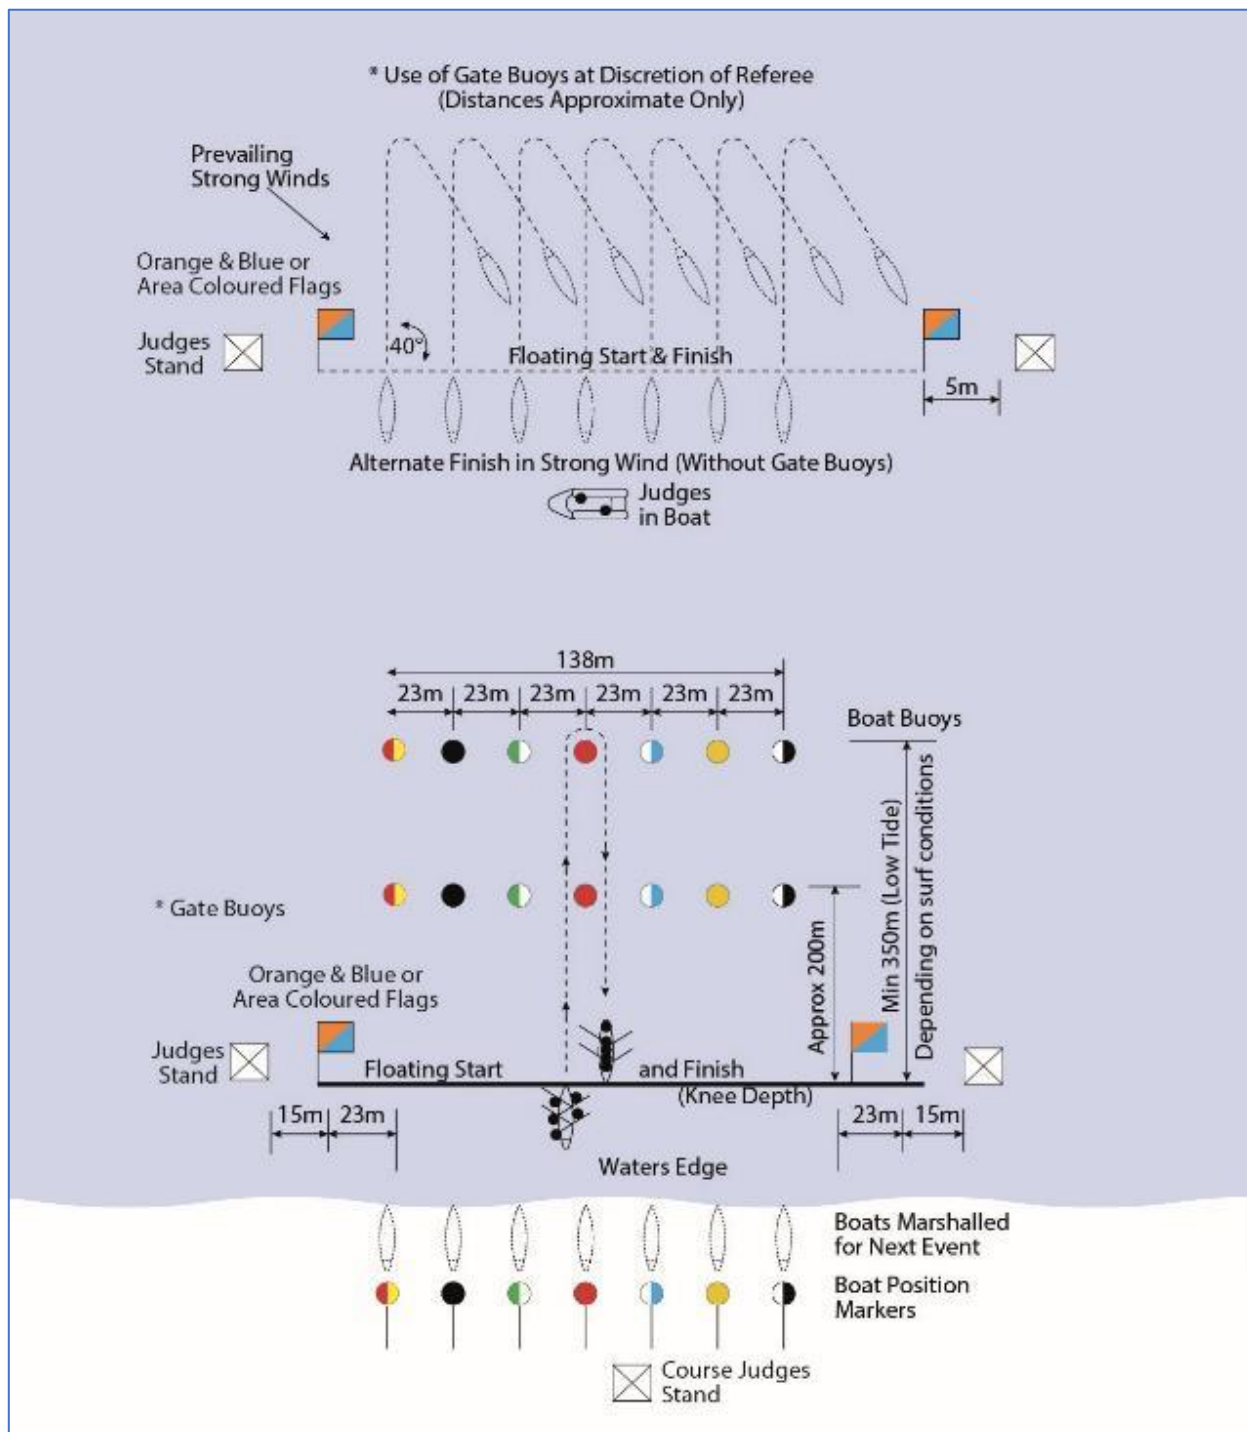 * Use of Gate Buoys at Discretion of Referee
(Distances Approximate Only)
Prevailing
Strong Winds
Orange & Blue or
Area Coloured Flags
Judges
Stand
40°
Floating Start & Finish
5m
Alternate Finish in Strong Wind (Without Gate Buoys)
Judges
in Boat
138m
23m 23m 23m 23m 23m 23m
Boat Buoys
* Gate Buoys
Approx 200m
Min 350m (Low Tide)
Depending on surf conditions
Orange & Blue or
Area Coloured Flags
Judges
Stand
Floating Start and Finish
(Knee Depth)
15m 23m 23m 15m
Waters Edge
Boats Marshalled
for Next Event
Boat Position
Markers
Course Judges
Stand